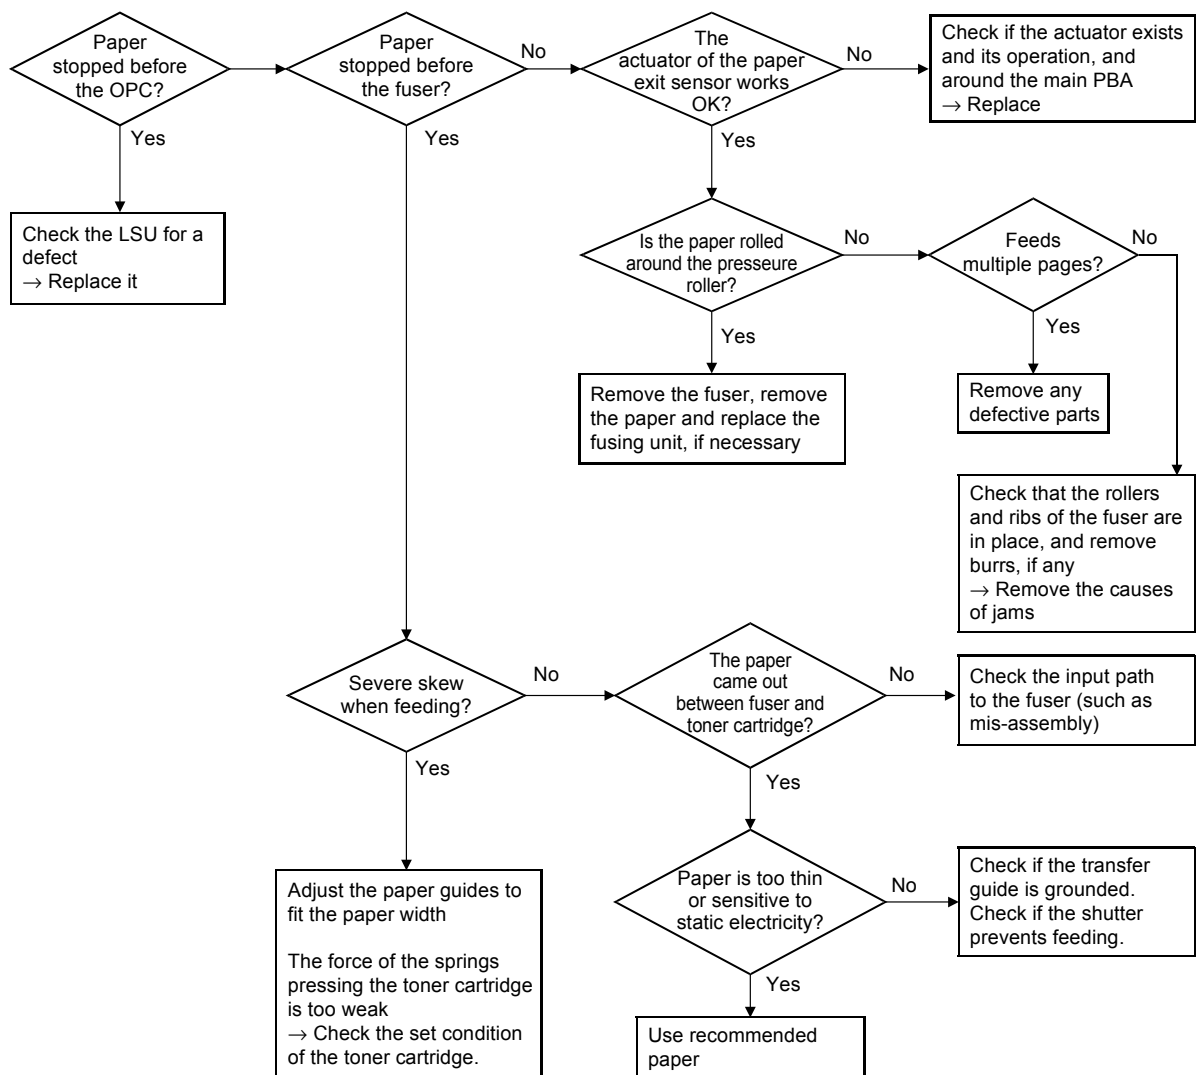 Paper
stopped before
the OPC?
Yes
Check the LSU for a
defect
→ Replace it
Paper
stopped before
the fuser?
No
Yes
The
actuator of the paper
exit sensor works
OK?
No
Yes
Check if the actuator exists
and its operation, and
around the main PBA
→ Replace
Is the paper rolled
around the presseure
roller?
No
Yes
Feeds
multiple pages?
No
Yes
Remove the fuser, remove
the paper and replace the
fusing unit, if necessary
Remove any
defective parts
Check that the rollers
and ribs of the fuser are
in place, and remove
burrs, if any
→ Remove the causes
of jams
Severe skew
when feeding?
No
Yes
The paper
came out
between fuser and
toner cartridge?
No
Yes
Check the input path
to the fuser (such as
mis-assembly)
Adjust the paper guides to
fit the paper width
The force of the springs
pressing the toner cartridge
is too weak
→ Check the set condition
of the toner cartridge.
Paper is too thin
or sensitive to
static electricity?
No
Yes
Check if the transfer
guide is grounded.
Check if the shutter
prevents feeding.
Use recommended
paper